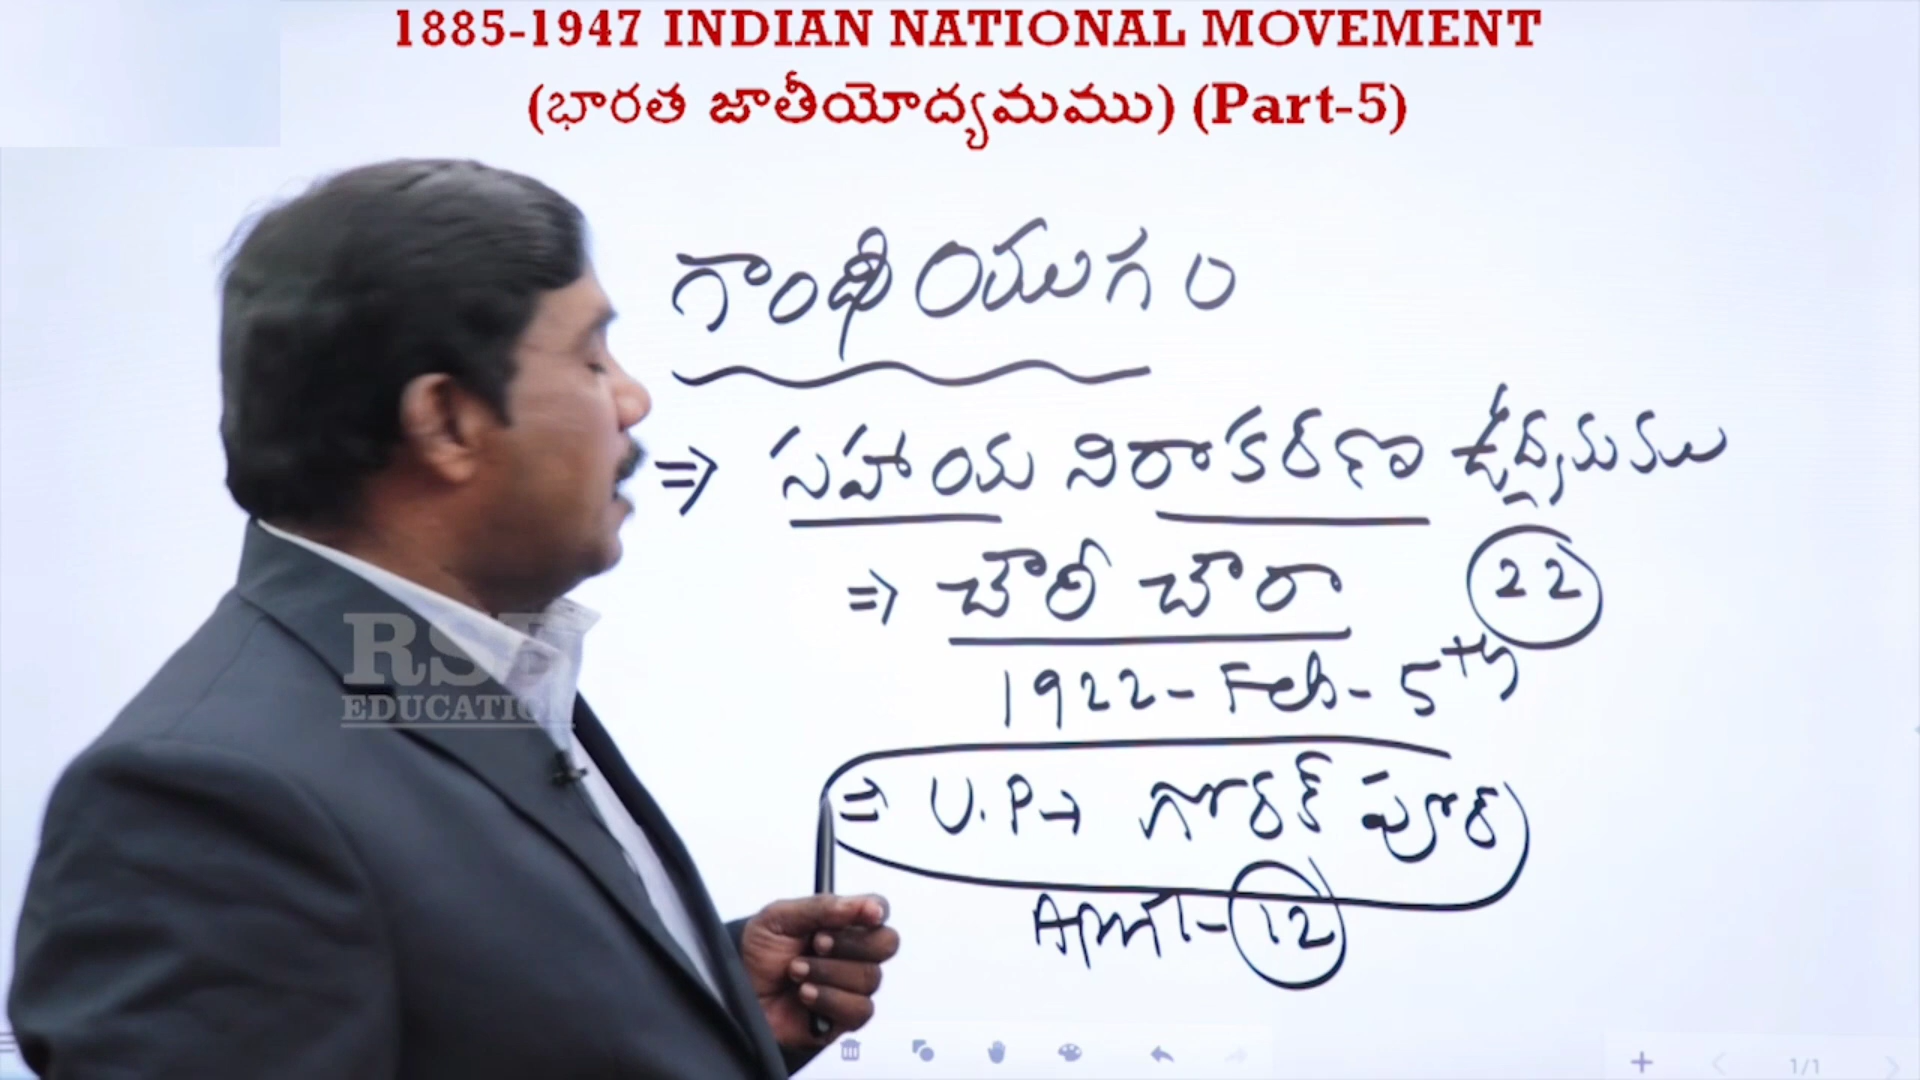 1885-1947 INDIAN NATIONAL MOVEMENT
(భారత జాతీయోద్యమము) (Part-5)
గాంధీ యుగం
⇒ సహాయ నిరాకరణ ఉద్యమము
⇒ చౌరీ చౌరా
22
1922 - Feb - 5th
⇒ U.P → గోరక్ పూర్
April - 12
RSE
EDUCATION
1/1